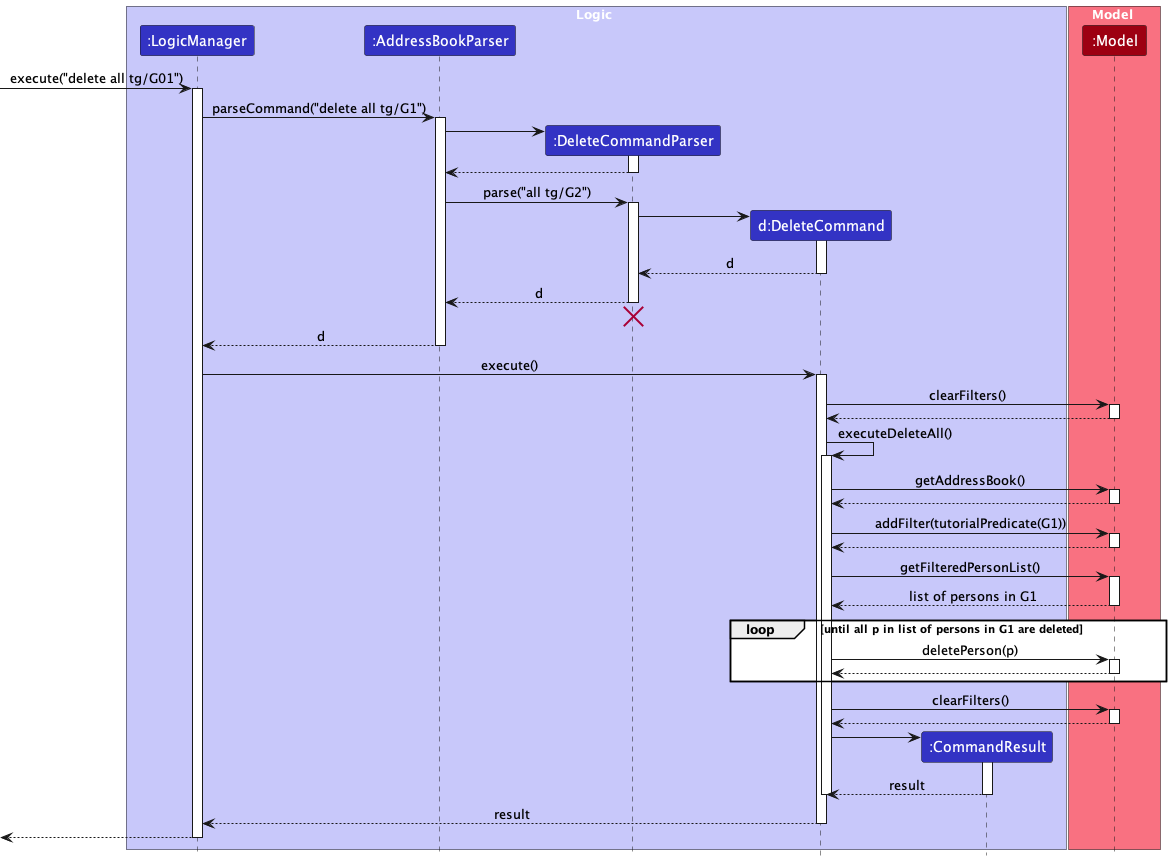 Logic
Model
:LogicManager
:AddressBookParser
:Model
execute("delete all tg/G01")
parseCommand("delete all tg/G1")
:DeleteCommandParser
parse("all tg/G2")
d:DeleteCommand
d
d
d
execute()
clearFilters()
executeDeleteAll()
getAddressBook()
addFilter(tutorialPredicate(G1))
getFilteredPersonList()
list of persons in G1
loop
[until all p in list of persons in G1 are deleted]
deletePerson(p)
clearFilters()
:CommandResult
result
result